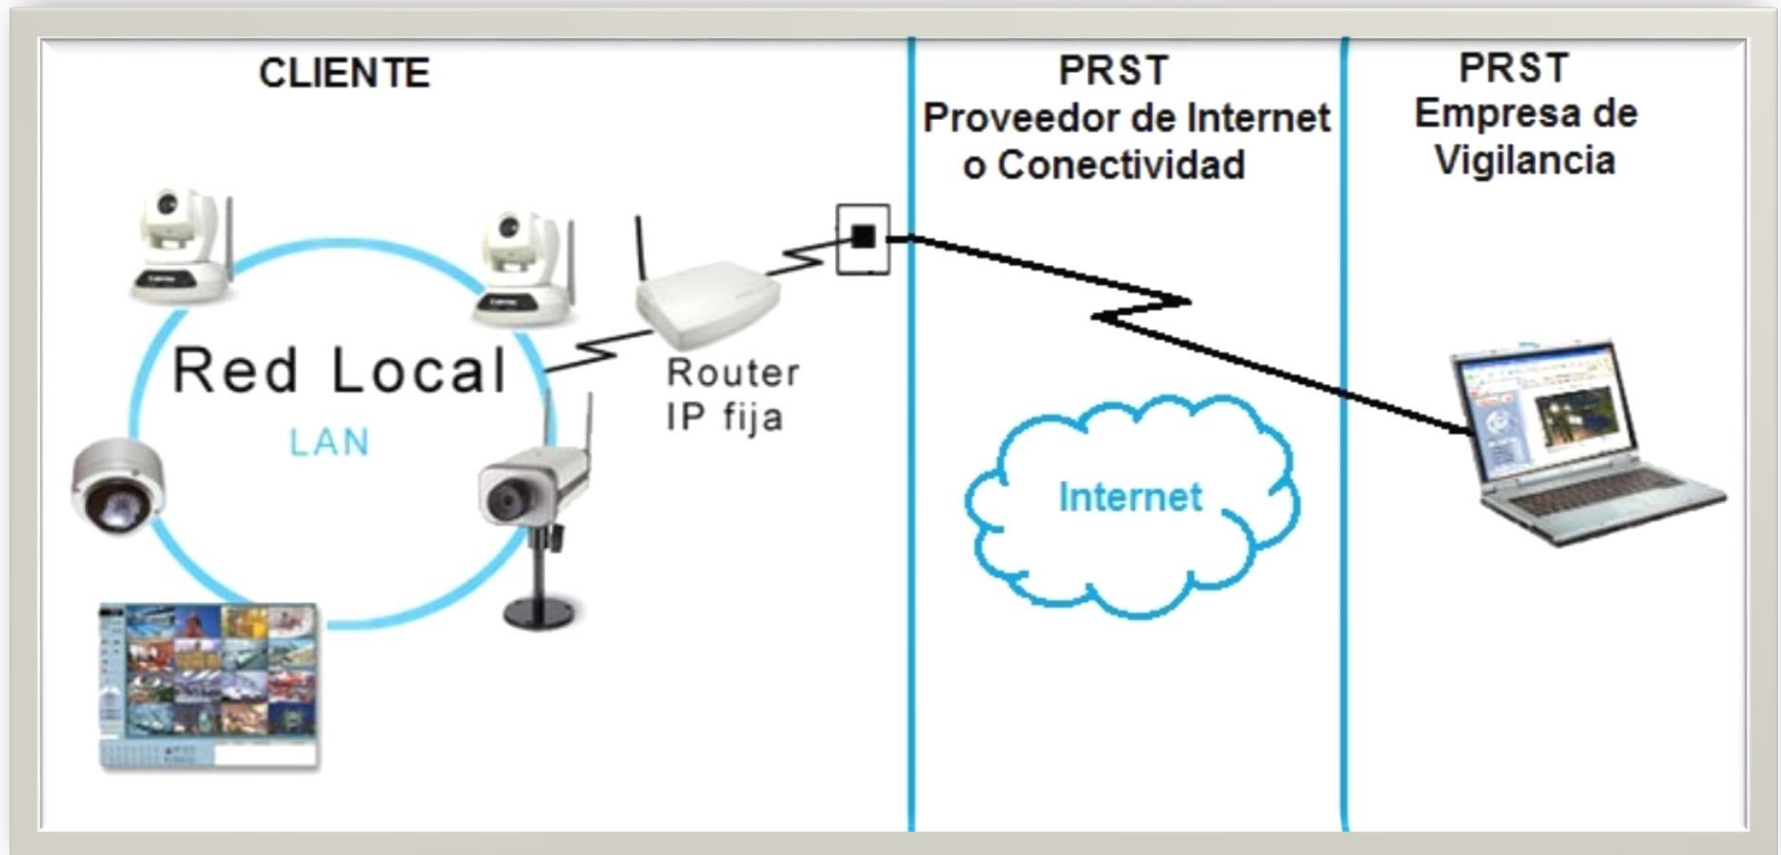 CLIENTE
PRST
Proveedor de Internet
o Conectividad
PRST
Empresa de
Vigilancia
Red Local
LAN
Router
IP fija
Internet